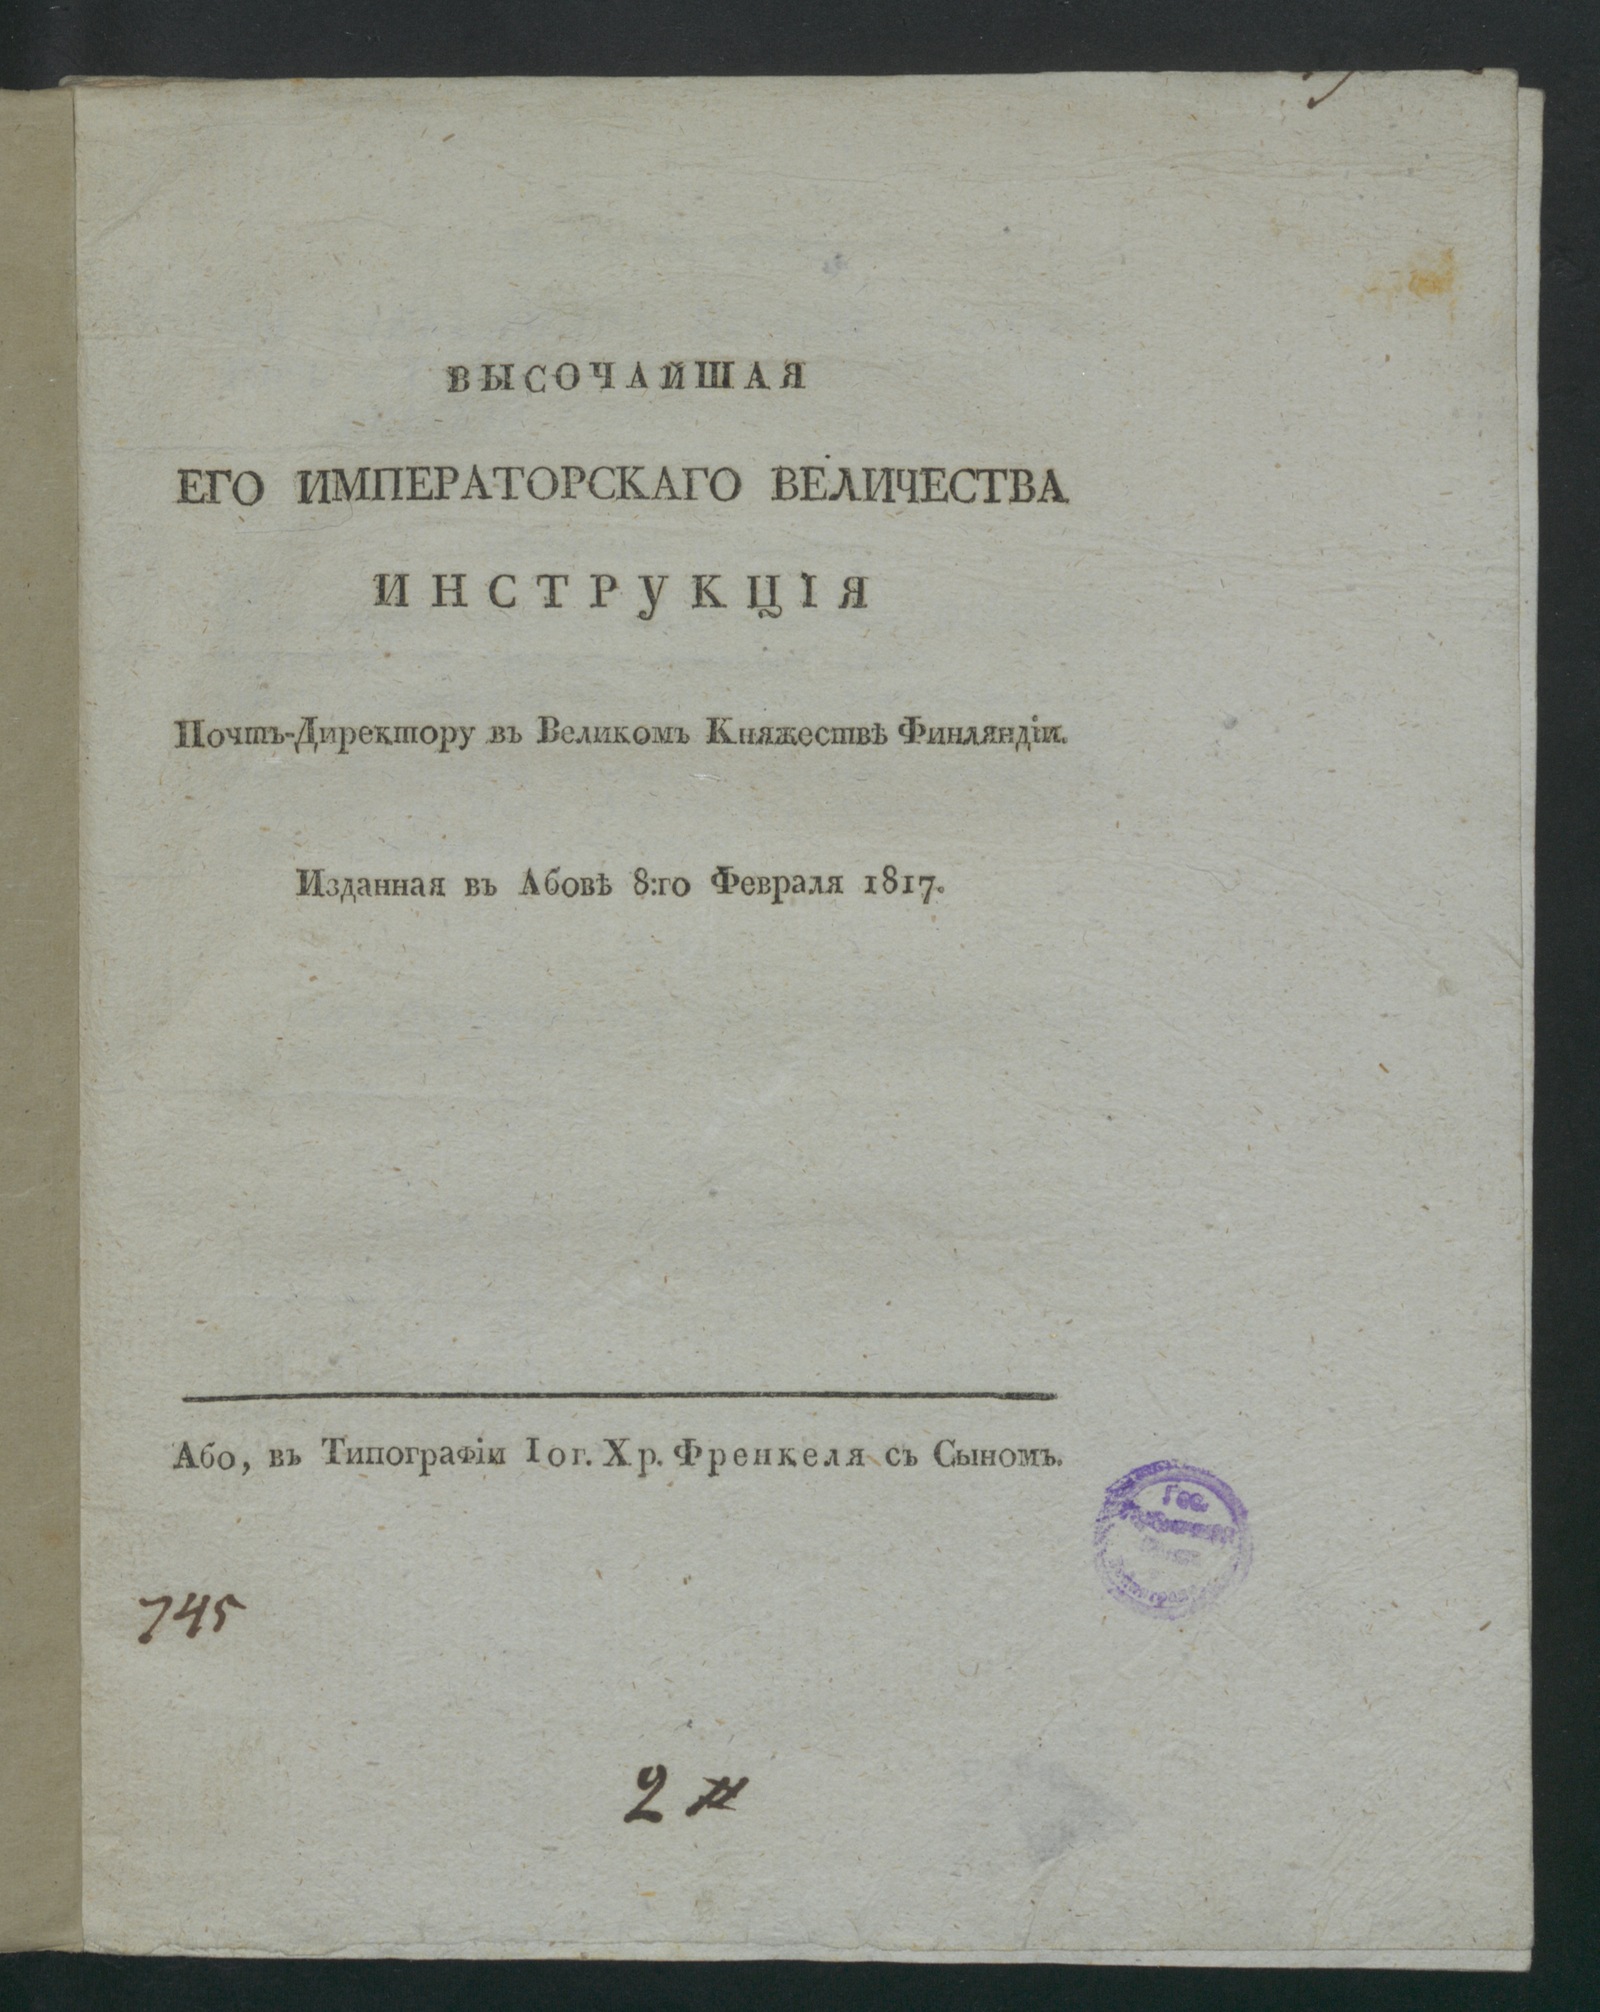 ВЫСОЧАЙШАЯ
ЕГО ИМПЕРАТОРСКАГО ВЕЛИЧЕСТВА
ИНСТРУКЦІЯ
Почтъ-Директору въ Великомъ Княжествѣ Финляндіи.
Изданная въ Абовѣ 8:го Февраля 1817.
Або, въ Типографіи Іог. Хр. Френкеля съ Сыномъ.
Гос.
745
2